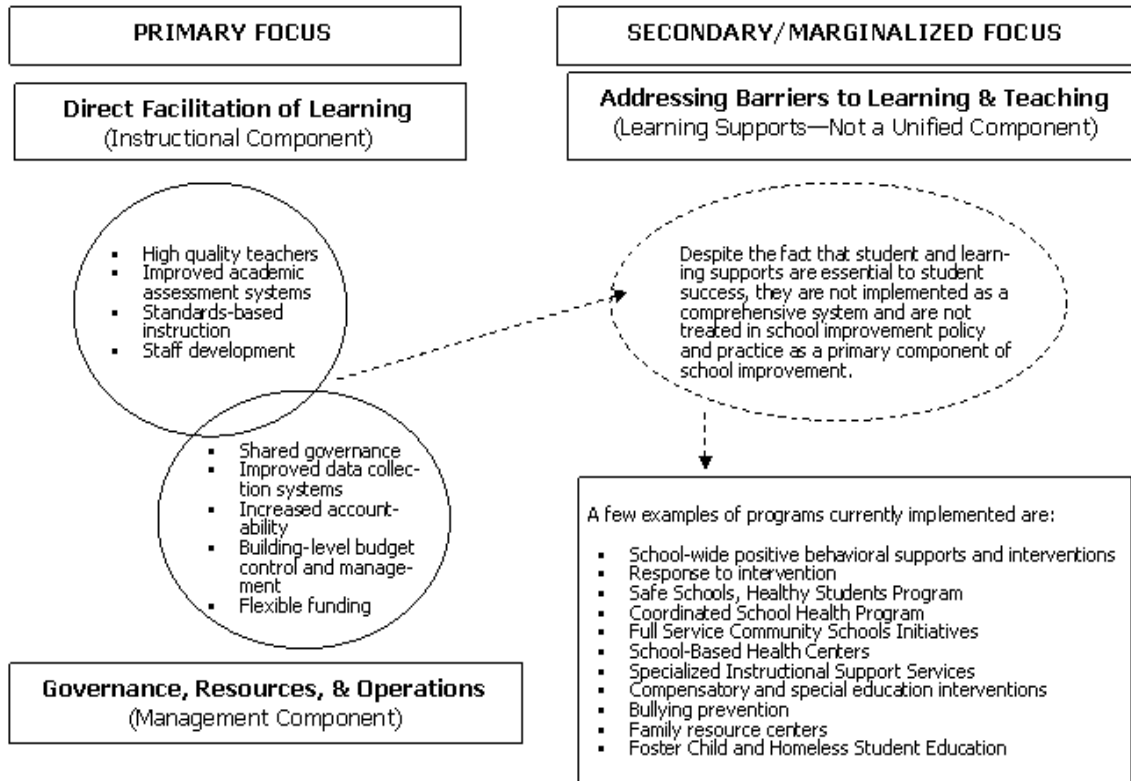 PRIMARY FOCUS
Direct Facilitation of Learning
(Instructional Component)
▪ High quality teachers
▪ Improved academic
assessment systems
▪ Standards-based
instruction
▪ Staff development
▪ Shared governance
▪ Improved data collec-
tion systems
▪ Increased account-
ability
▪ Building-level budget
control and manage-
ment
▪ Flexible funding
Governance, Resources, & Operations
(Management Component)
SECONDARY/MARGINALIZED FOCUS
Addressing Barriers to Learning & Teaching
(Learning Supports—Not a Unified Component)
Despite the fact that student and learn-
ing supports are essential to student
success, they are not implemented as a
comprehensive system and are not
treated in school improvement policy
and practice as a primary component of
school improvement.
A few examples of programs currently implemented are:
▪ School-wide positive behavioral supports and interventions
▪ Response to intervention
▪ Safe Schools, Healthy Students Program
▪ Coordinated School Health Program
▪ Full Service Community Schools Initiatives
▪ School-Based Health Centers
▪ Specialized Instructional Support Services
▪ Compensatory and special education interventions
▪ Bullying prevention
▪ Family resource centers
▪ Foster Child and Homeless Student Education